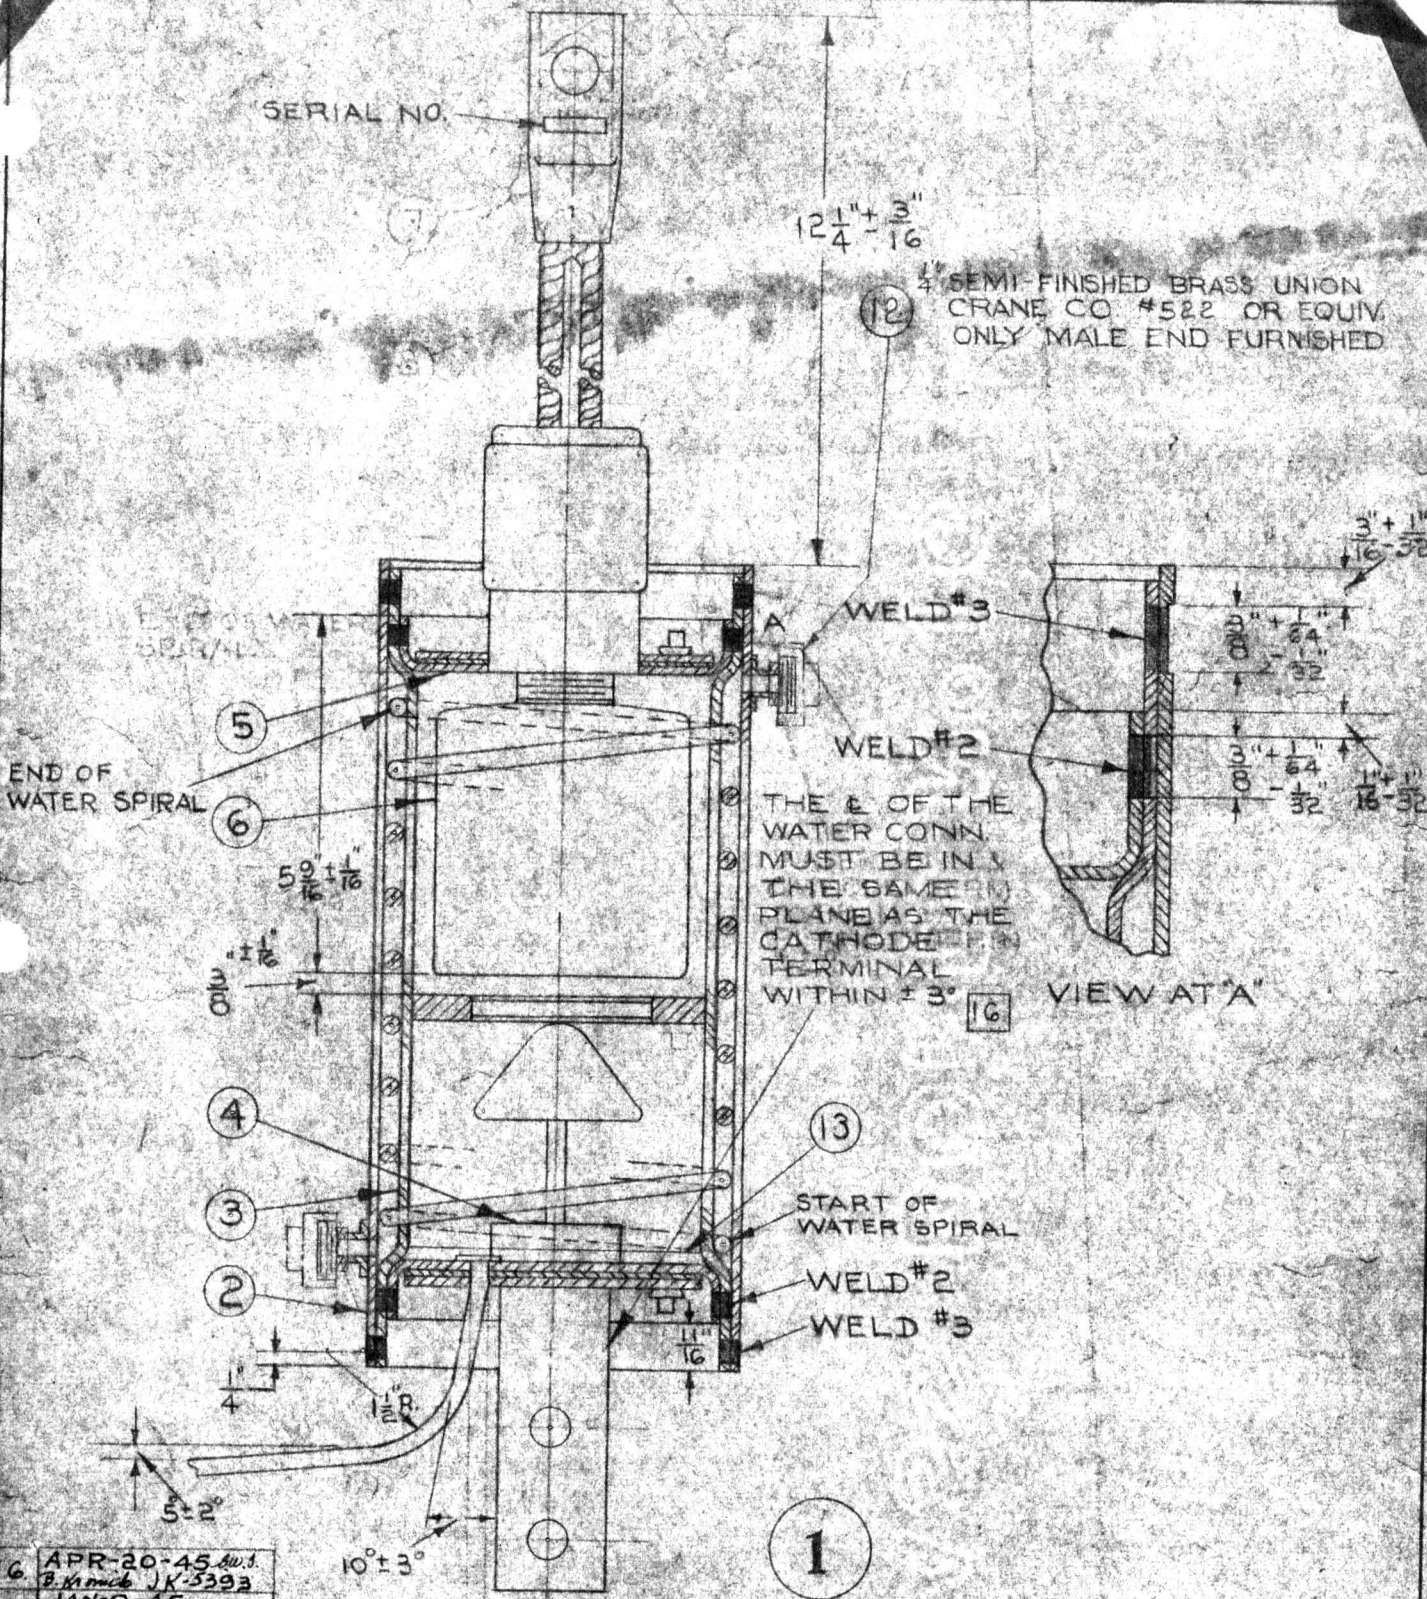 SERIAL NO.
12 1/4" ± 3/16"
12
1/4" SEMI-FINISHED BRASS UNION
CRANE CO #522 OR EQUIV.
ONLY MALE END FURNISHED
3/16" ± 1/32"
A
WELD #3
3/8" + 1/64" - 1/32"
5
END OF
WATER SPIRAL
6
WELD #2
3/8" + 1/64" - 1/32"
1/16" ± 1/32"
5 9/16" ± 1/16"
3/8" ± 1/16"
THE ℄ OF THE
WATER CONN.
MUST BE IN
THE SAME
PLANE AS THE
CATHODE
TERMINAL
WITHIN ± 3°
16
VIEW AT "A"
4
13
3
START OF
WATER SPIRAL
2
WELD #2
WELD #3
11/16"
1/4"
1 1/2" R.
5° ± 2°
10° ± 3°
1
6 APR-20-45
JK-5393